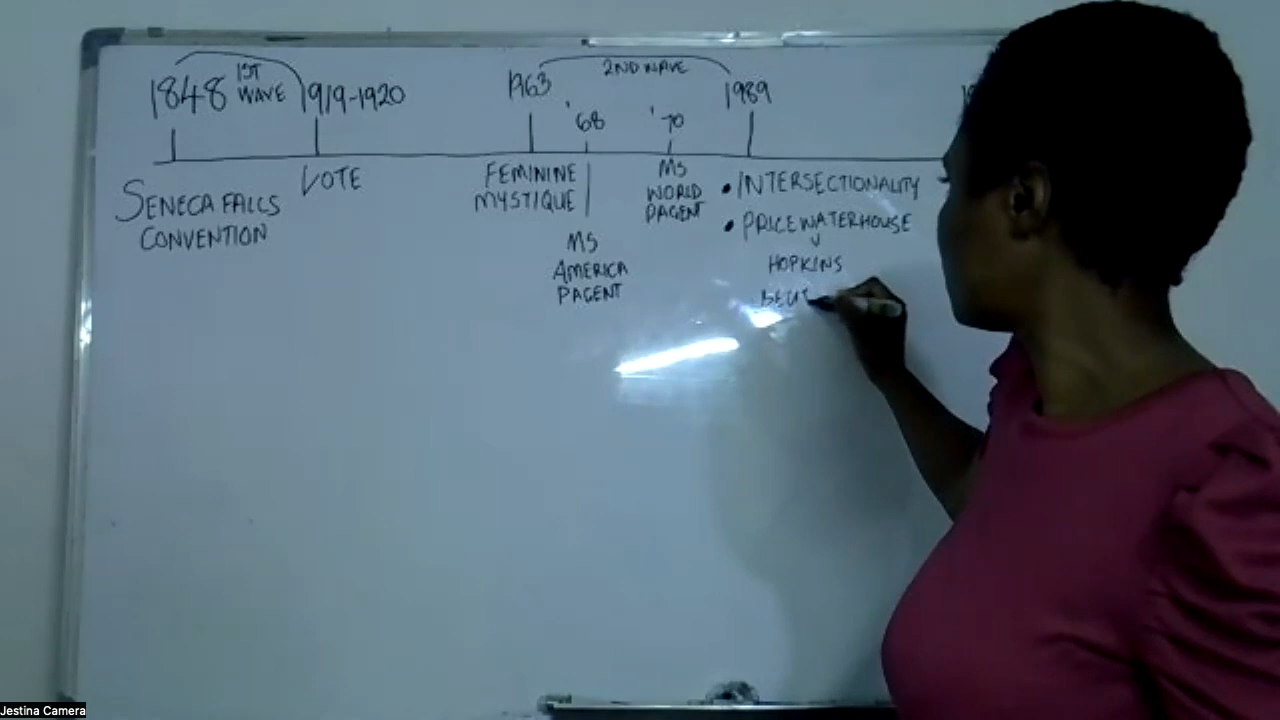 1848 1ST WAVE 1919-1920 1963 2ND WAVE 1989
'68 '70
SENECA FALLS
CONVENTION
VOTE
FEMININE
MYSTIQUE
MS
AMERICA
PAGENT
MS
WORLD
PAGENT
• INTERSECTIONALITY
• PRICEWATERHOUSE
V
HOPKINS
Jestina Camera